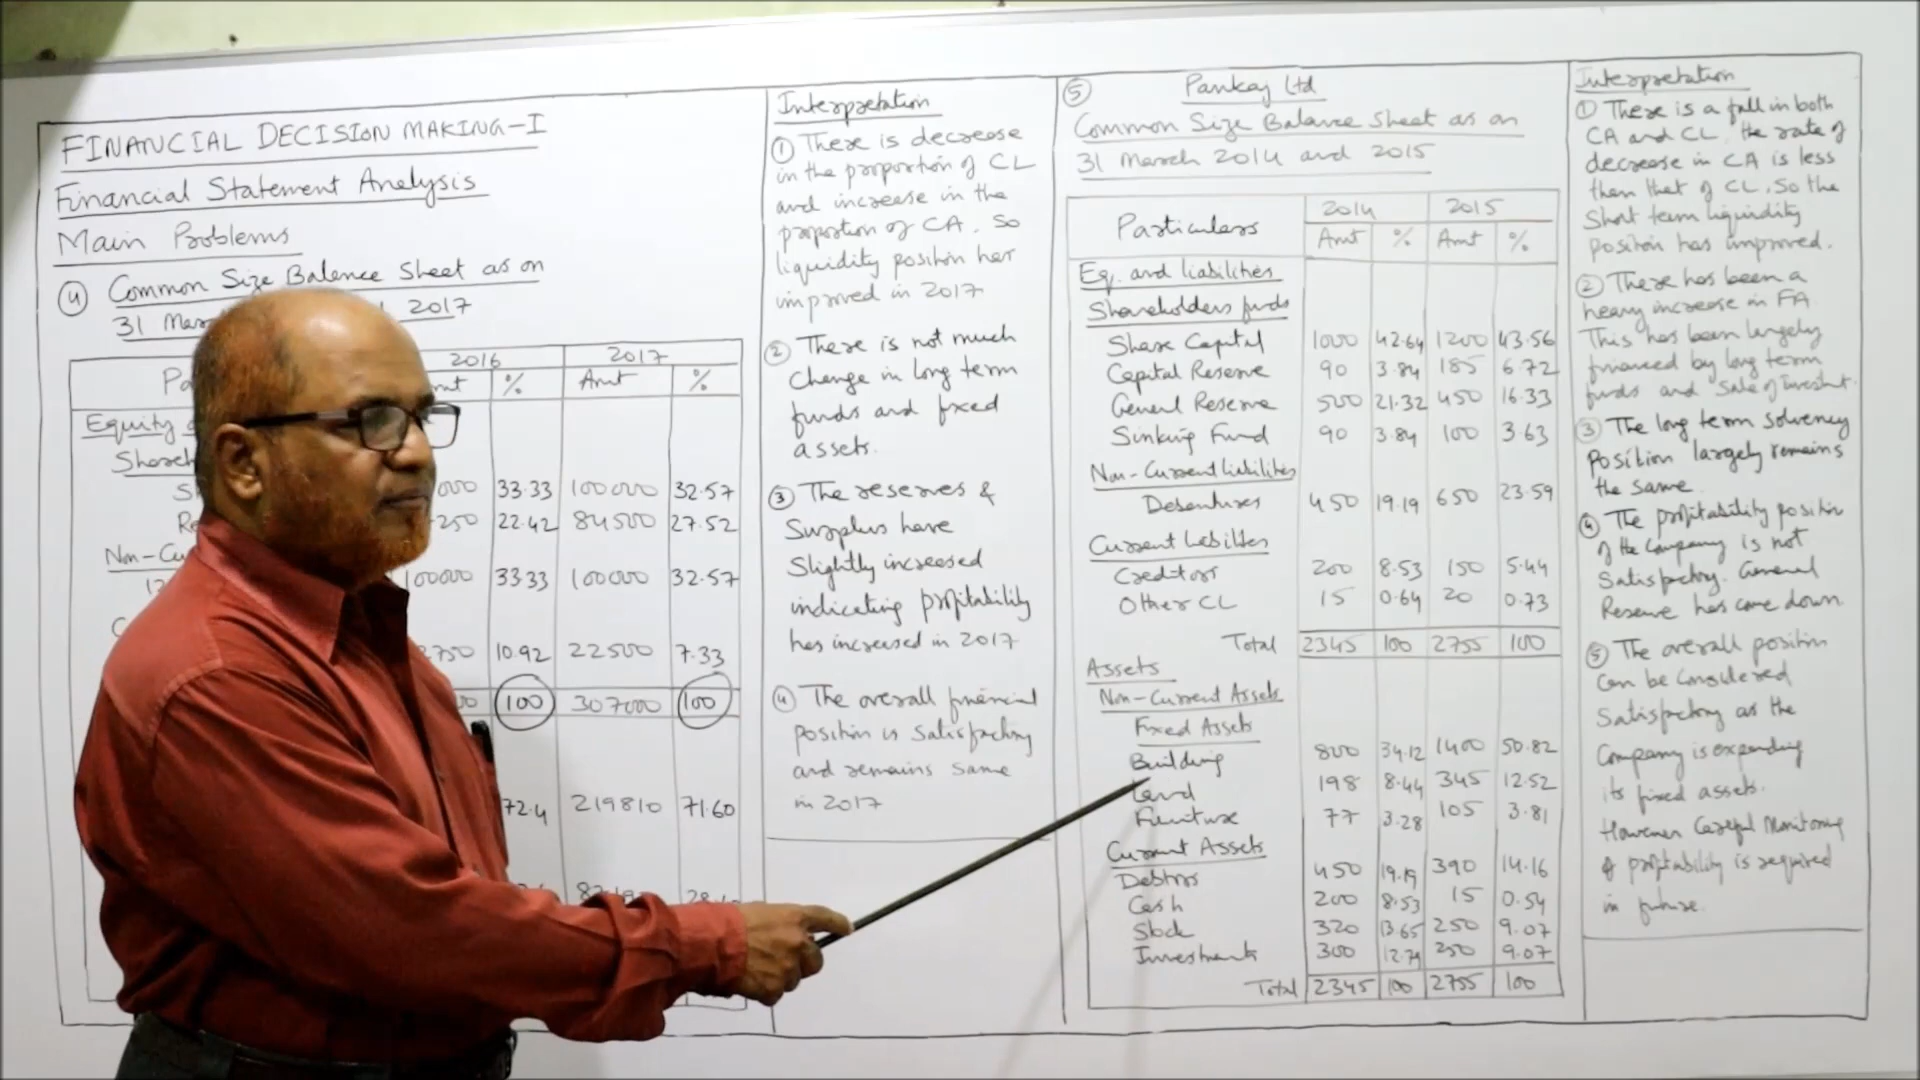 FINANCIAL DECISION MAKING-I
Financial Statement Analysis
Main Problems
④ Common Size Balance Sheet as on
31 2017
2016 2017
Amt % Amt %
Equity
33.33 100000 32.57
22.42 84500 27.52
Non-Cu
100000 33.33 100000 32.57
10.92 22500 7.33
100 307000 100
72.4 219810 71.60
Interpretation
① There is decrease
in the proportion of CL
and increase in the
proportion of CA. So
liquidity position has
improved in 2017
② There is not much
Change in long term
funds and fixed
assets.
③ The reserves &
Surplus have
Slightly increased
indicating profitability
has increased in 2017
④ The overall financial
position is Satisfactory
and remains same
in 2017
⑤ Pankaj Ltd
Common Size Balance Sheet as on
31 March 2014 and 2015
Particulars 2014 2015
Amt % Amt %
Eq. and liabilities
Shareholders funds
Share Capital 1000 42.64 1200 43.56
Capital Reserve 90 3.84 185 6.72
General Reserve 500 21.32 450 16.33
Sinking Fund 90 3.84 100 3.63
Non-Current liabilities
Debentures 450 19.19 650 23.59
Current liabilities
Creditors 200 8.53 150 5.44
Other CL 15 0.64 20 0.73
Total 2345 100 2755 100
Assets
Non-Current Assets
Fixed Assets
Building 800 34.12 1400 50.82
Land 198 8.44 345 12.52
Furniture 77 3.28 105 3.81
Current Assets
Debtors 450 19.19 390 14.16
Cash 200 8.53 15 0.54
Stock 320 13.65 250 9.07
Investments 300 12.79 250 9.07
Total 2345 100 2755 100
Interpretation
① There is a fall in both
CA and CL. The rate of
decrease in CA is less
than that of CL. So the
Short term liquidity
position has improved.
② There has been a
heavy increase in FA.
This has been largely
financed by long term
funds and Sale of Investnt.
③ The long term solvency
Position largely remains
the same
④ The profitability position
of the Company is not
Satisfactory. General
Reserve has come down.
⑤ The overall position
Can be Considered
Satisfactory as the
Company is expanding
its fixed assets.
However Careful Monitoring
of profitability is required
in future.